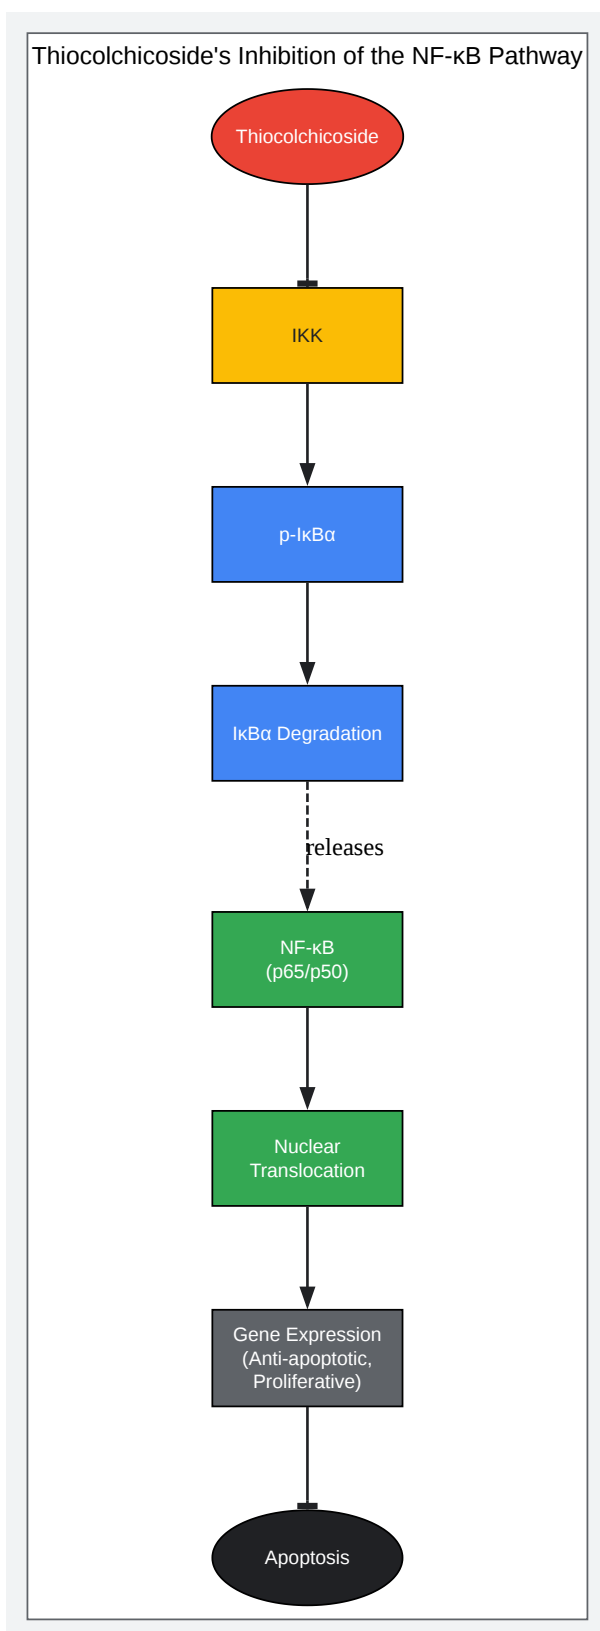 Thiocolchicoside's Inhibition of the NF-κB Pathway
Thiocolchicoside
IKK
p-IκBα
IκBα Degradation
releases
NF-κB
(p65/p50)
Nuclear
Translocation
Gene Expression
(Anti-apoptotic,
Proliferative)
Apoptosis